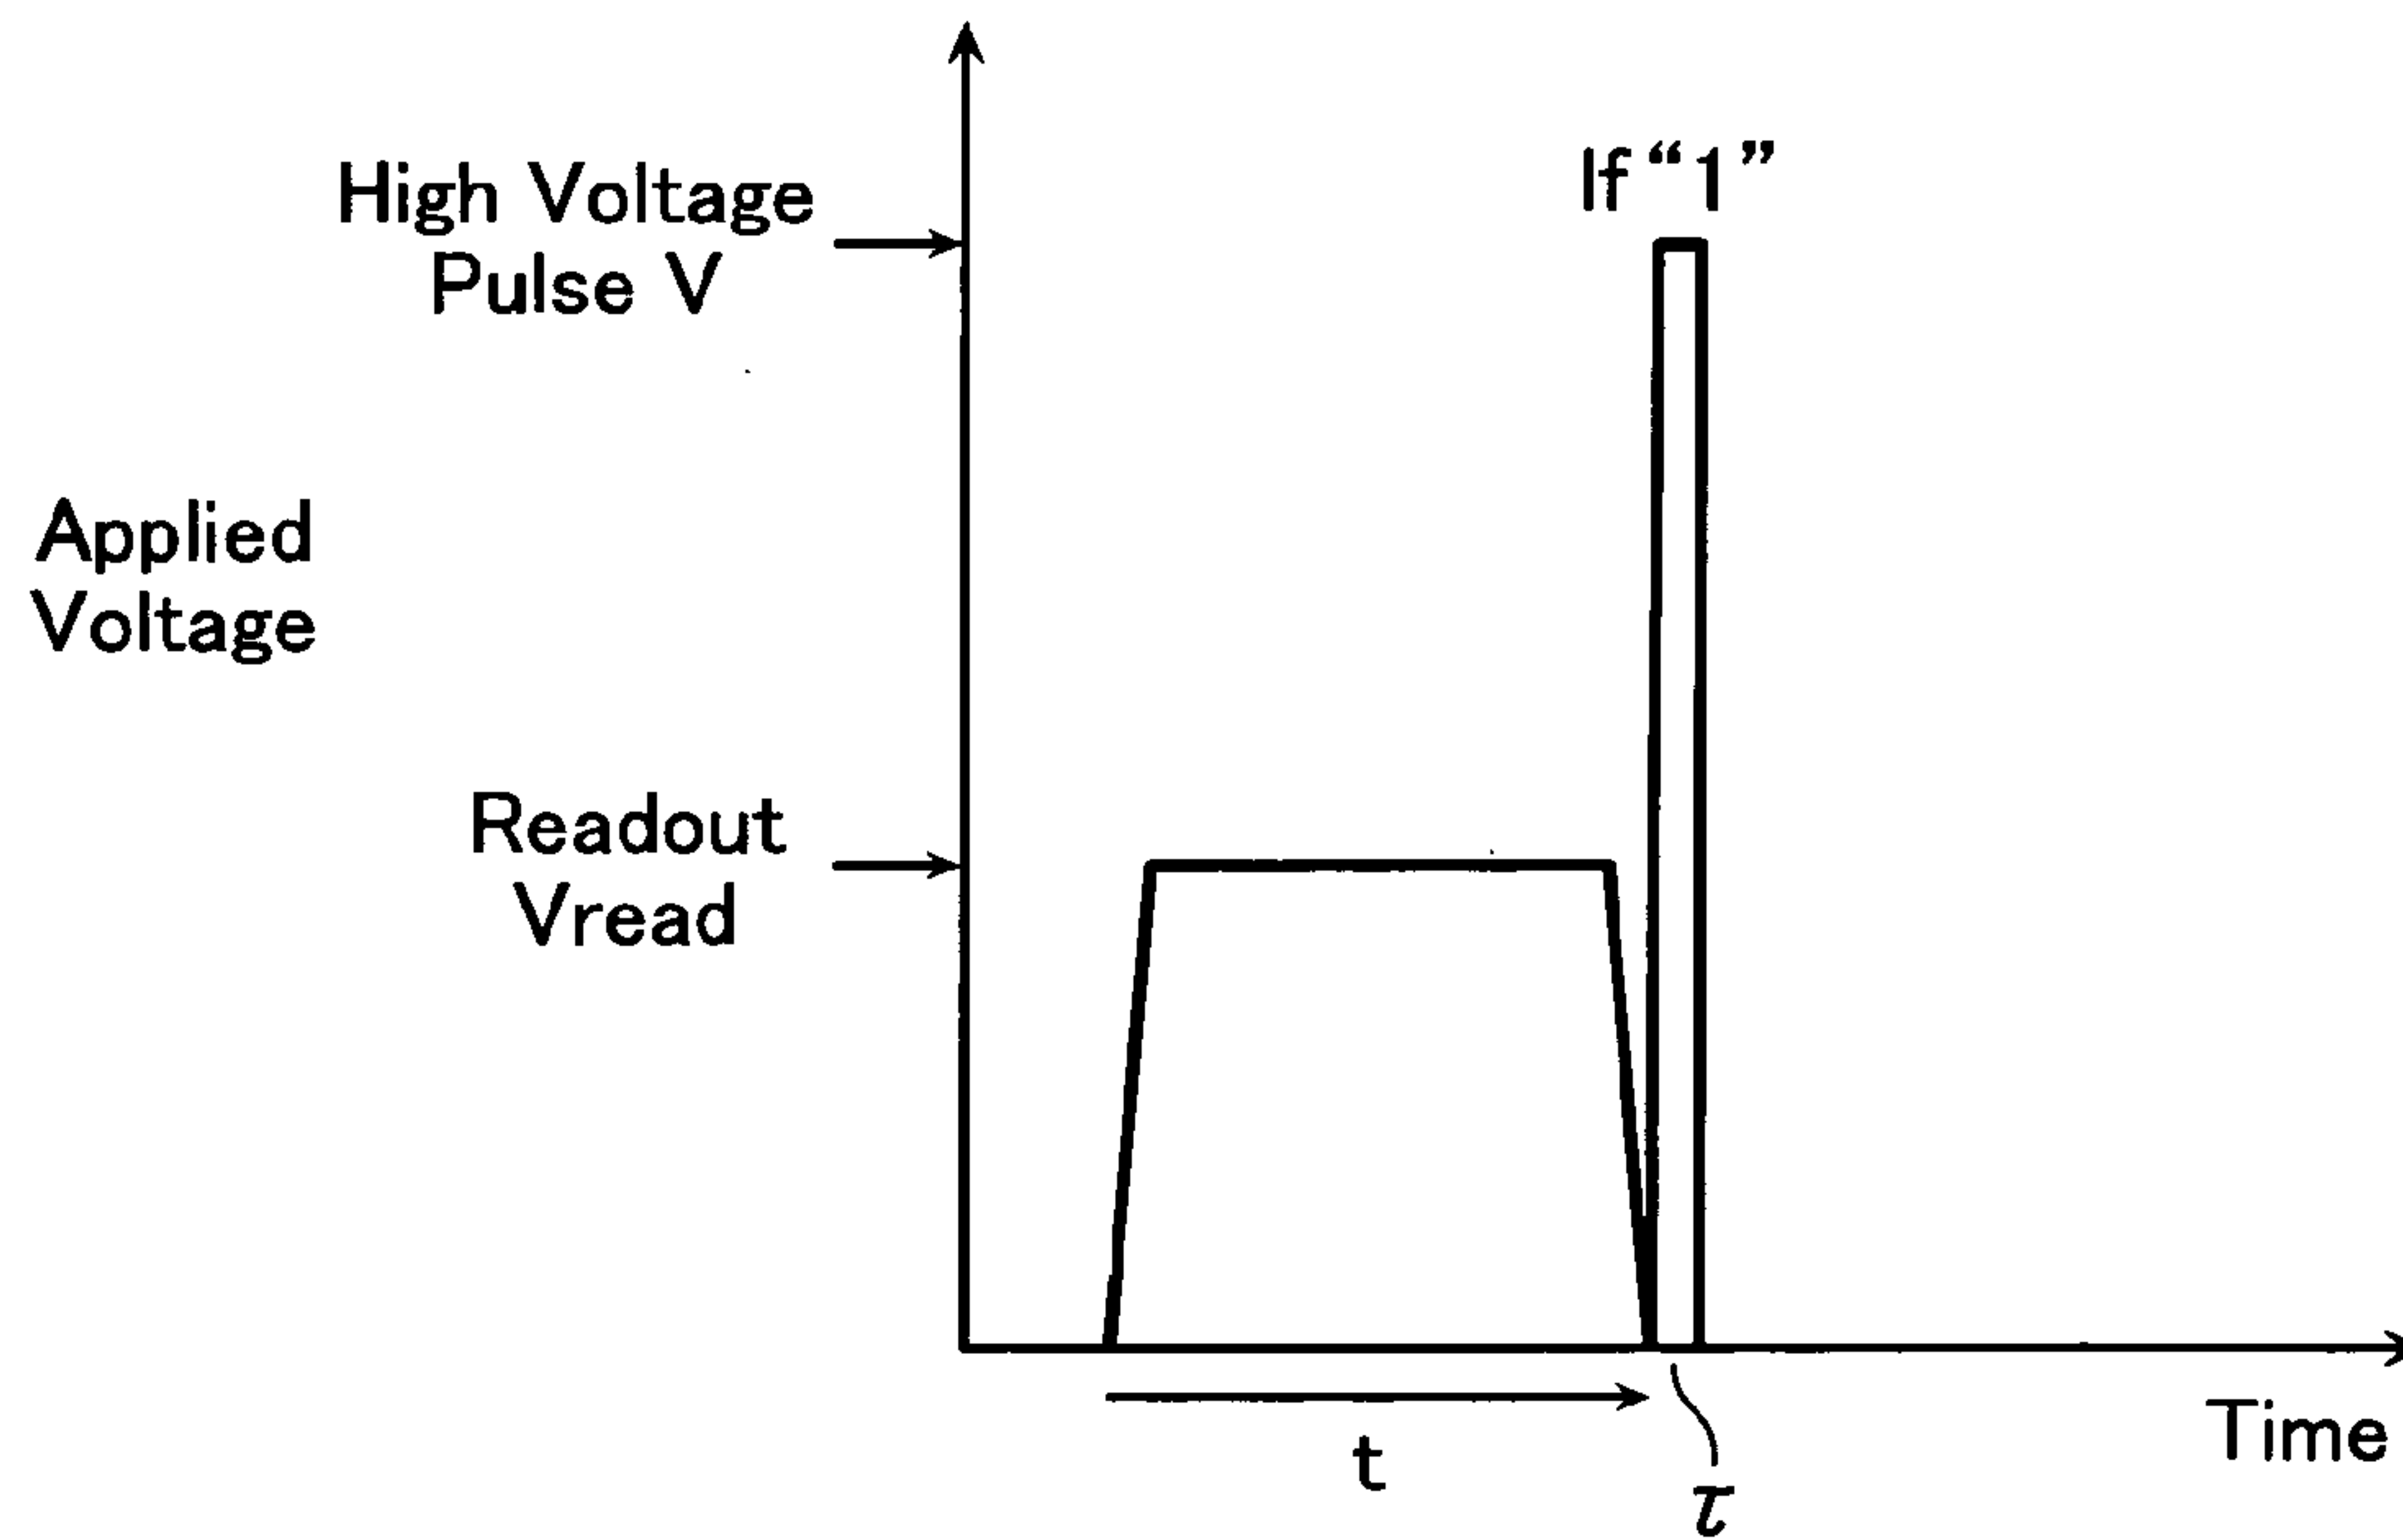 If “1”
High Voltage
Pulse V
Applied
Voltage
Readout
Vread
t
τ
Time